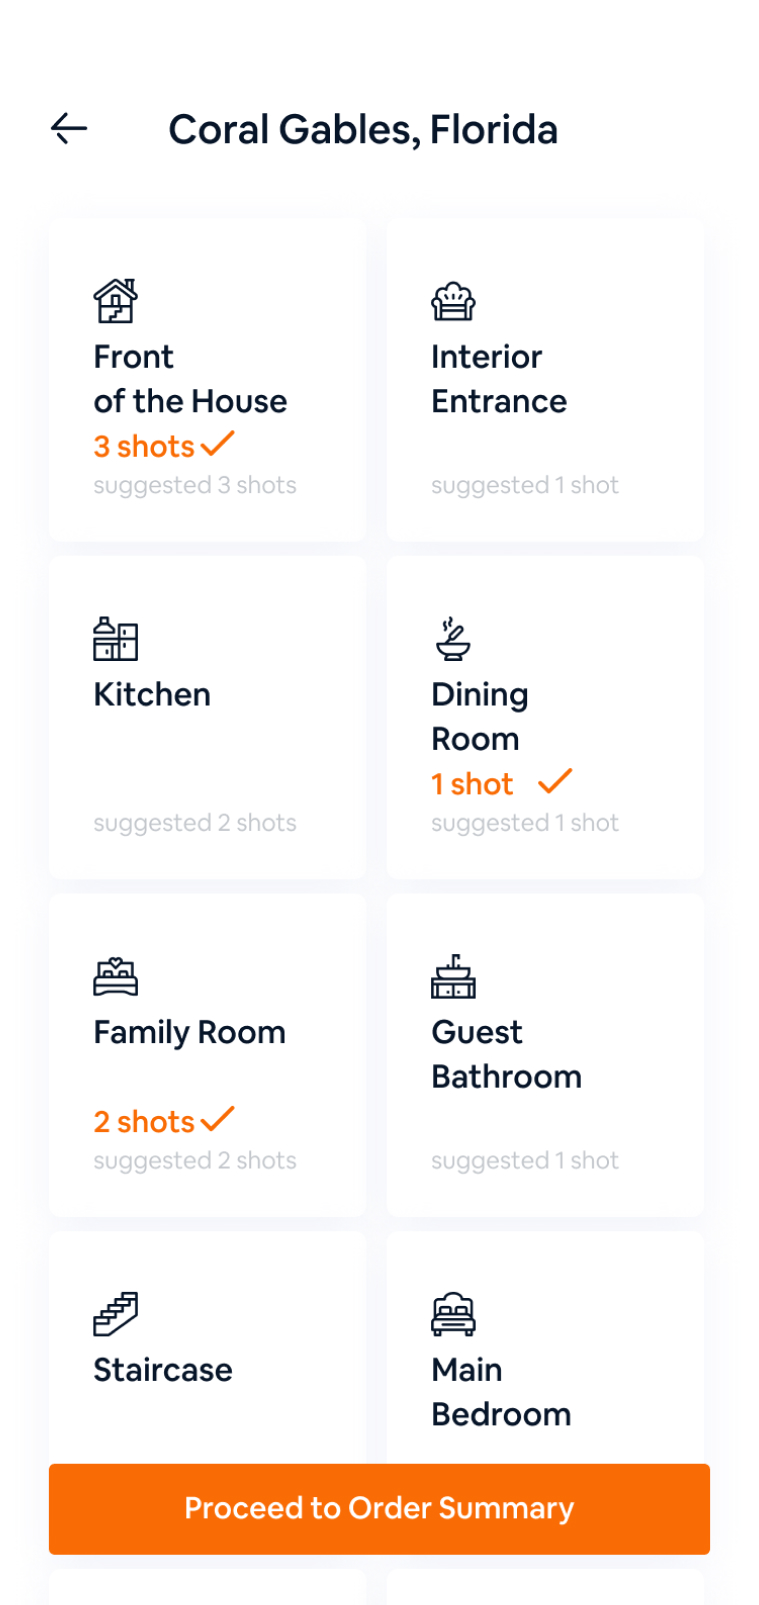 Coral Gables, Florida
Front
of the House
3 shots
suggested 3 shots
Interior
Entrance
suggested 1 shot
Kitchen
suggested 2 shots
Dining
Room
1 shot
suggested 1 shot
Family Room
2 shots
suggested 2 shots
Guest
Bathroom
suggested 1 shot
Staircase
Main
Bedroom
Proceed to Order Summary